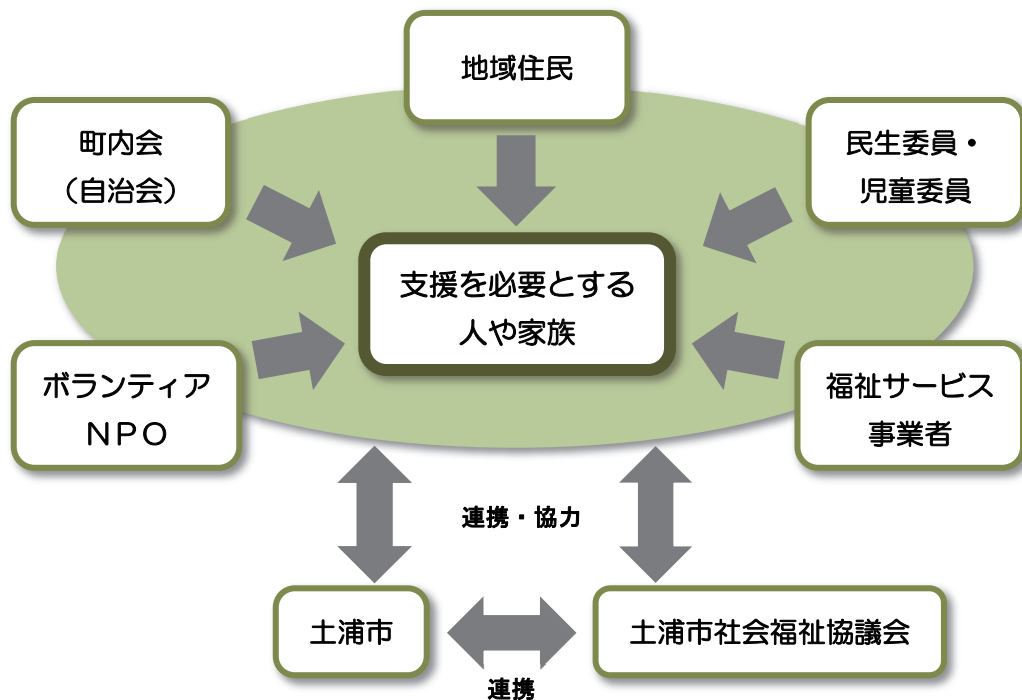 地域住民
町内会
（自治会）
民生委員・
児童委員
支援を必要とする
人や家族
ボランティア
ＮＰＯ
福祉サービス
事業者
連携・協力
土浦市
土浦市社会福祉協議会
連携